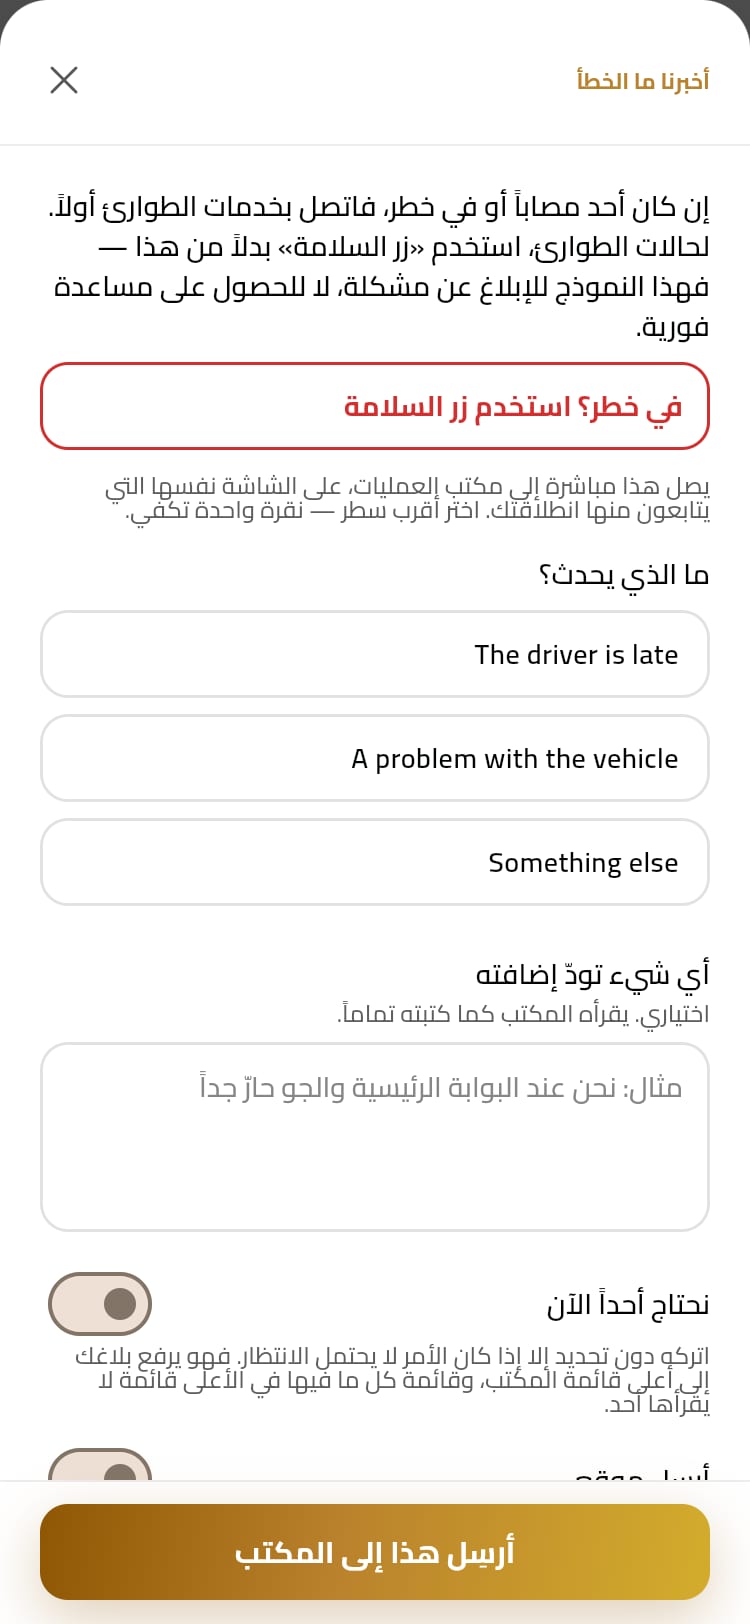 أخبرنا ما الخطأ
إن كان أحد مصاباً أو في خطر، فاتصل بخدمات الطوارئ أولاً.
لحالات الطوارئ، استخدم «زر السلامة» بدلاً من هذا —
فهذا النموذج للإبلاغ عن مشكلة، لا للحصول على مساعدة
فورية.
في خطر؟ استخدم زر السلامة
يصل هذا مباشرة إلى مكتب العمليات، على الشاشة نفسها التي
يتابعون منها انطلاقتك. اختر أقرب سطر — نقرة واحدة تكفي.
ما الذي يحدث؟
The driver is late
A problem with the vehicle
Something else
أي شيء تودّ إضافته
اختياري. يقرأه المكتب كما كتبته تماماً.
مثال: نحن عند البوابة الرئيسية والجو حارّ جداً
نحتاج أحداً الآن
اتركه دون تحديد إلا إذا كان الأمر لا يحتمل الانتظار. فهو يرفع بلاغك
إلى أعلى قائمة المكتب، وقائمة كل ما فيها في الأعلى قائمة لا
يقرأها أحد.
أرسِل هذا إلى المكتب